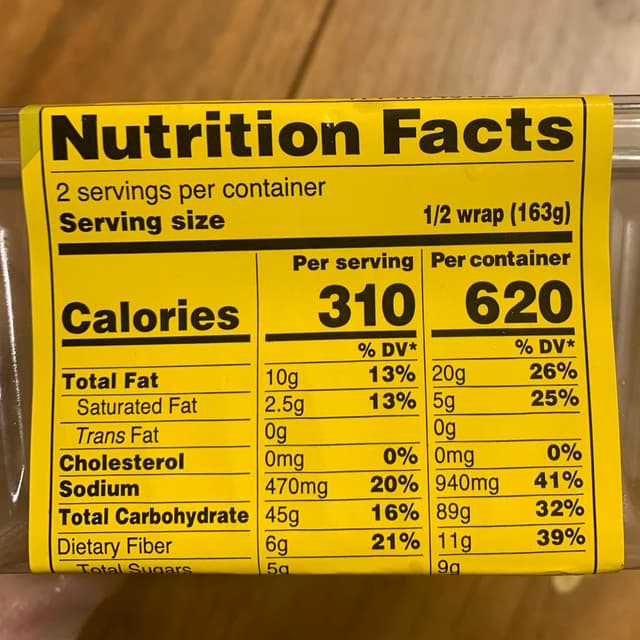 Nutrition Facts
2 servings per container
Serving size 1/2 wrap (163g)
Per serving Per container
Calories 310 620
% DV* % DV*
Total Fat 10g 13% 20g 26%
Saturated Fat 2.5g 13% 5g 25%
Trans Fat 0g 0g
Cholesterol 0mg 0% 0mg 0%
Sodium 470mg 20% 940mg 41%
Total Carbohydrate 45g 16% 89g 32%
Dietary Fiber 6g 21% 11g 39%
Total Sugars 5g 9g